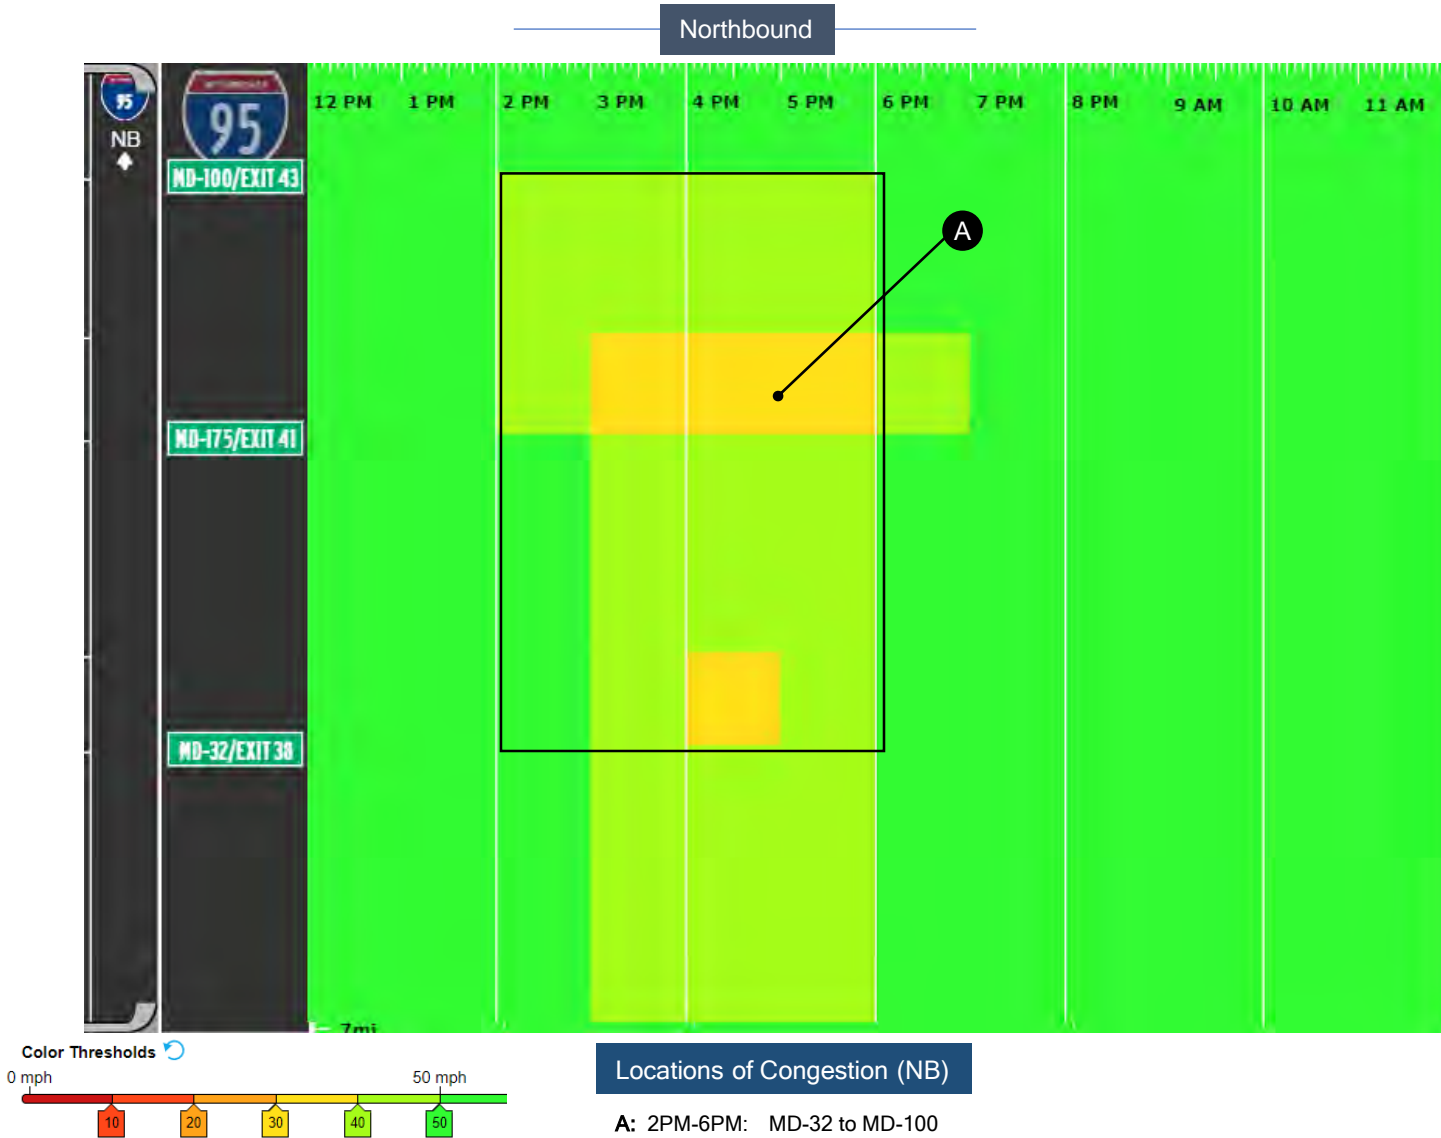 Northbound
95
NB
95
12 PM 1 PM 2 PM 3 PM 4 PM 5 PM 6 PM 7 PM 8 PM 9 AM 10 AM 11 AM
MD-100/EXIT 43
A
MD-175/EXIT 41
MD-32/EXIT 38
7mi
Color Thresholds
0 mph 50 mph
10 20 30 40 50
Locations of Congestion (NB)
A: 2PM-6PM: MD-32 to MD-100